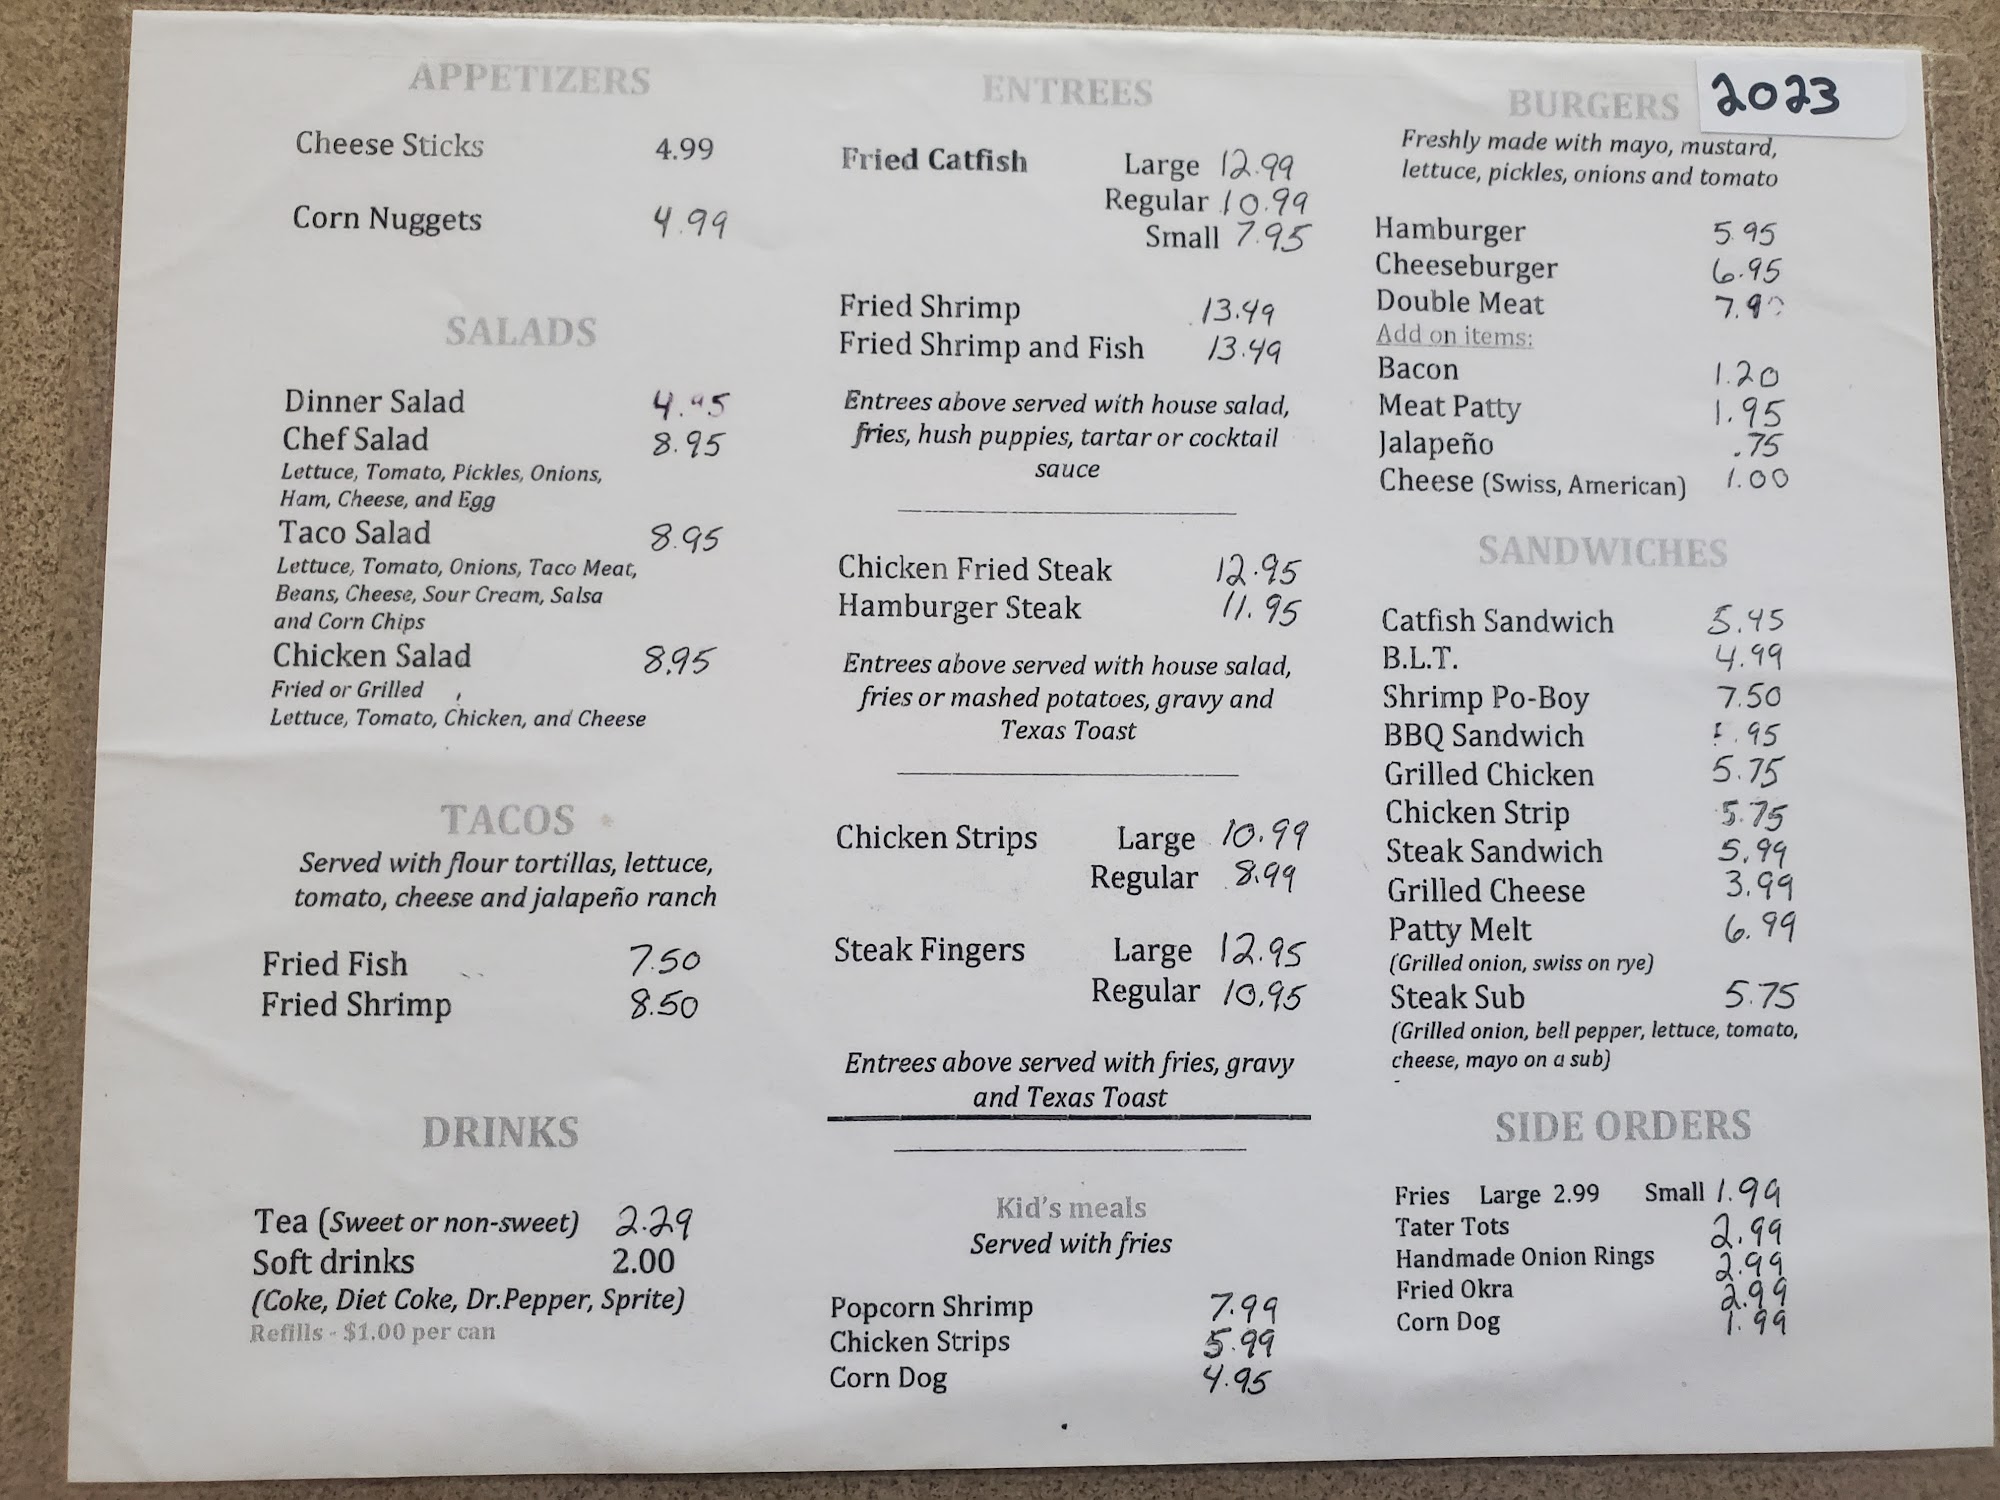 2023
APPETIZERS
Cheese Sticks 4.99
Corn Nuggets 4.99
SALADS
Dinner Salad
Chef Salad 8.95
Lettuce, Tomato, Pickles, Onions,
Ham, Cheese, and Egg
Taco Salad 8.95
Lettuce, Tomato, Onions, Taco Meat,
Beans, Cheese, Sour Cream, Salsa
and Corn Chips
Chicken Salad 8.95
Fried or Grilled
Lettuce, Tomato, Chicken, and Cheese
TACOS
Served with flour tortillas, lettuce,
tomato, cheese and jalapeño ranch
Fried Fish 7.50
Fried Shrimp 8.50
DRINKS
Tea (Sweet or non-sweet) 2.29
Soft drinks 2.00
(Coke, Diet Coke, Dr.Pepper, Sprite)
Refills - $1.00 per can
ENTREES
Fried Catfish Large 12.99
Regular 10.99
Small 7.95
Fried Shrimp 13.49
Fried Shrimp and Fish 13.49
Entrees above served with house salad,
fries, hush puppies, tartar or cocktail
sauce
Chicken Fried Steak 12.95
Hamburger Steak 11.95
Entrees above served with house salad,
fries or mashed potatoes, gravy and
Texas Toast
Chicken Strips Large 10.99
Regular 8.99
Steak Fingers Large 12.95
Regular 10.95
Entrees above served with fries, gravy
and Texas Toast
Kid's meals
Served with fries
Popcorn Shrimp 7.99
Chicken Strips 5.99
Corn Dog 4.95
BURGERS
Freshly made with mayo, mustard,
lettuce, pickles, onions and tomato
Hamburger 5.95
Cheeseburger 6.95
Double Meat
Add on items:
Bacon 1.20
Meat Patty 1.95
Jalapeño .75
Cheese (Swiss, American) 1.00
SANDWICHES
Catfish Sandwich 5.45
B.L.T. 4.99
Shrimp Po-Boy 7.50
BBQ Sandwich
Grilled Chicken 5.75
Chicken Strip 5.75
Steak Sandwich 5.99
Grilled Cheese 3.99
Patty Melt 6.99
(Grilled onion, swiss on rye)
Steak Sub 5.75
(Grilled onion, bell pepper, lettuce, tomato,
cheese, mayo on a sub)
SIDE ORDERS
Fries Large 2.99 Small 1.99
Tater Tots 2.99
Handmade Onion Rings 2.99
Fried Okra 2.99
Corn Dog 1.99